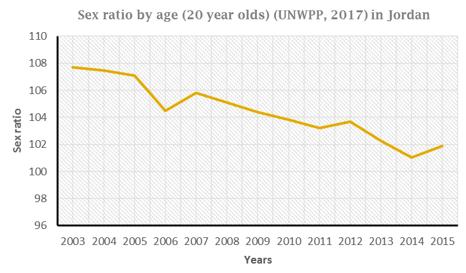 Sex ratio by age (20 year olds) (UNWPP, 2017) in Jordan
110
108
106
104
102
100
98
96
Sex ratio
2003 2004 2005 2006 2007 2008 2009 2010 2011 2012 2013 2014 2015
Years